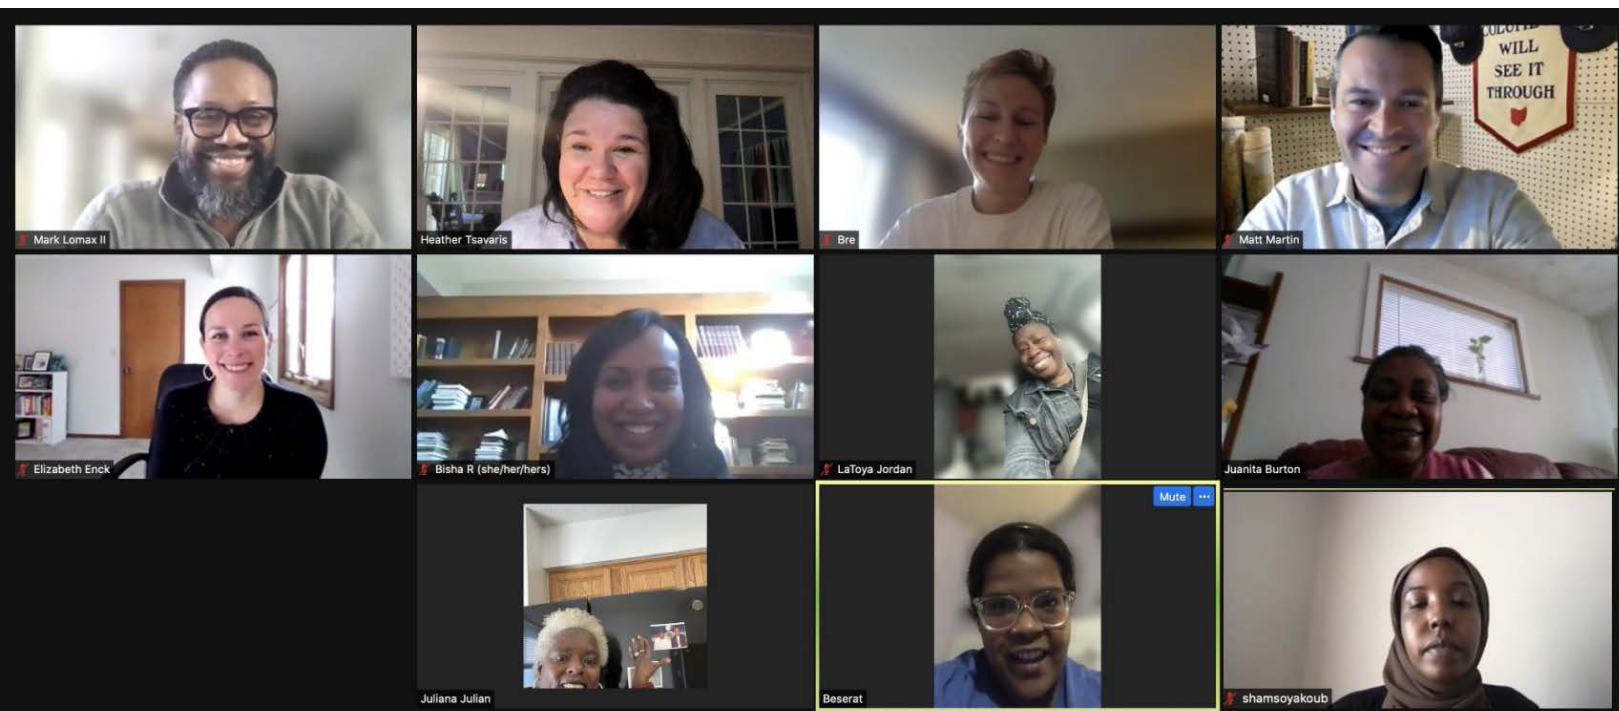 COLUMBUS
WILL
SEE IT
THROUGH
Mark Lomax II
Heather Tsavaris
Bre
Matt Martin
Elizabeth Enck
Bisha R (she/her/hers)
LaToya Jordan
Juanita Burton
Mute
Juliana Julian
Beserat
shamsoyakoub